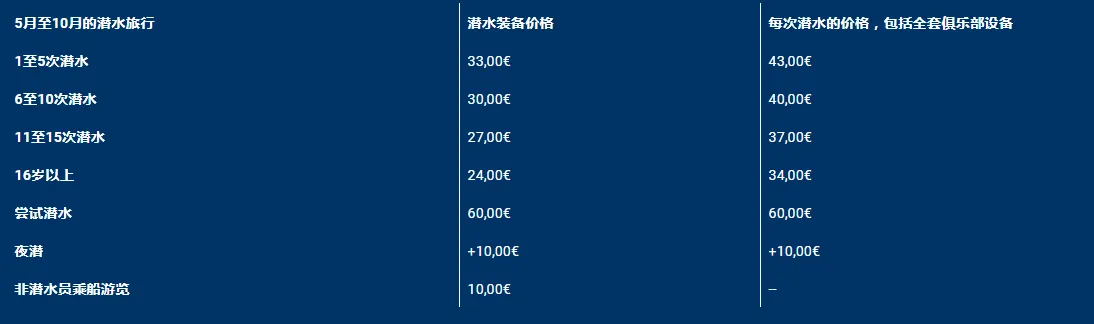 5月至10月的潜水旅行 潜水装备价格 每次潜水的价格，包括全套俱乐部设备
1至5次潜水 33,00€ 43,00€
6至10次潜水 30,00€ 40,00€
11至15次潜水 27,00€ 37,00€
16岁以上 24,00€ 34,00€
尝试潜水 60,00€ 60,00€
夜潜 +10,00€ +10,00€
非潜水员乘船游览 10,00€ –